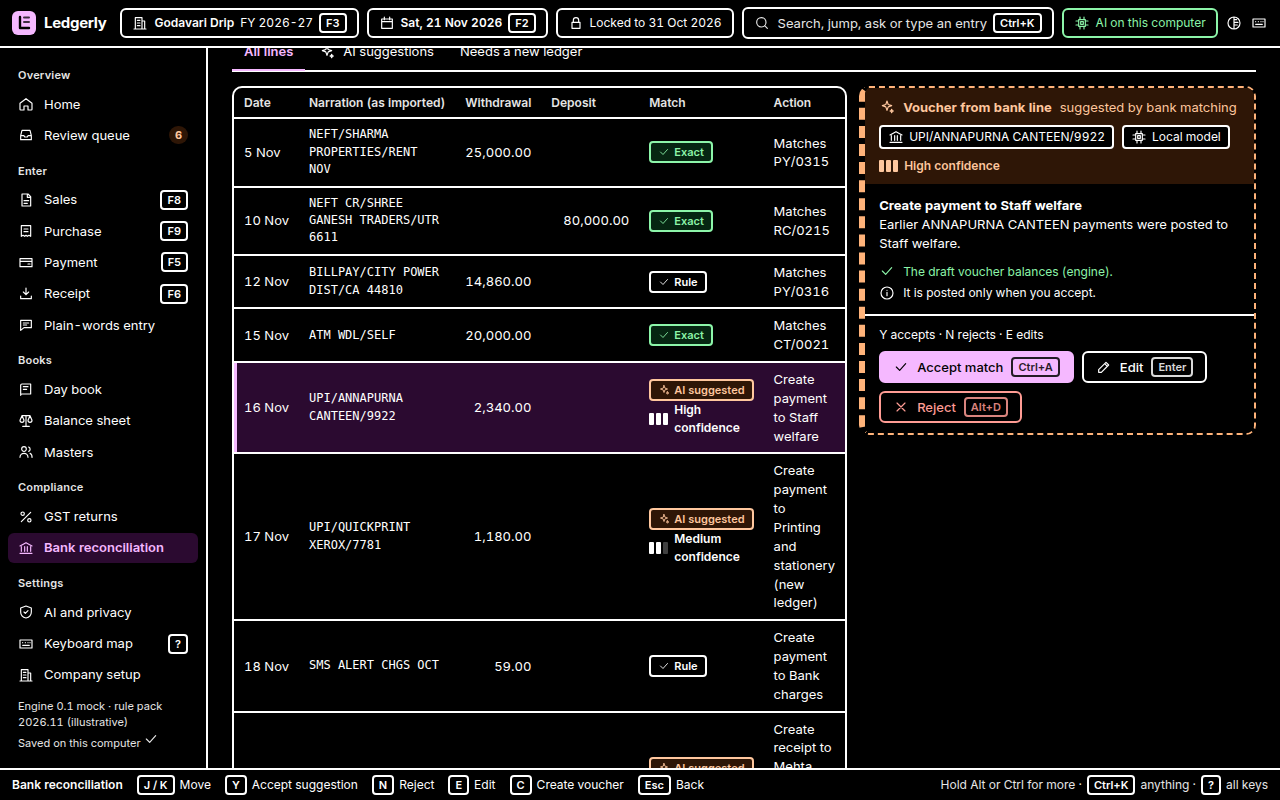 Ledgerly
Godavari Drip FY 2026-27 F3
Sat, 21 Nov 2026 F2
Locked to 31 Oct 2026
Search, jump, ask or type an entry Ctrl+K
AI on this computer
Overview
Home
Review queue 6
Enter
Sales F8
Purchase F9
Payment F5
Receipt F6
Plain-words entry
Books
Day book
Balance sheet
Masters
Compliance
GST returns
Bank reconciliation
Settings
AI and privacy
Keyboard map ?
Company setup
Engine 0.1 mock · rule pack
2026.11 (illustrative)
Saved on this computer
All lines AI suggestions Needs a new ledger
Date Narration (as imported) Withdrawal Deposit Match Action
5 Nov
NEFT/SHARMA
PROPERTIES/RENT
NOV
25,000.00
Exact
Matches
PY/0315
10 Nov
NEFT CR/SHREE
GANESH TRADERS/UTR
6611
80,000.00
Exact
Matches
RC/0215
12 Nov
BILLPAY/CITY POWER
DIST/CA 44810
14,860.00
Rule
Matches
PY/0316
15 Nov
ATM WDL/SELF
20,000.00
Exact
Matches
CT/0021
16 Nov
UPI/ANNAPURNA
CANTEEN/9922
2,340.00
AI suggested
High
confidence
Create
payment
to Staff
welfare
17 Nov
UPI/QUICKPRINT
XEROX/7781
1,180.00
AI suggested
Medium
confidence
Create
payment
to
Printing
and
stationery
(new
ledger)
18 Nov
SMS ALERT CHGS OCT
59.00
Rule
Create
payment
to Bank
charges
AI suggested
Create
receipt to
Mehta
Voucher from bank line suggested by bank matching
UPI/ANNAPURNA CANTEEN/9922
Local model
High confidence
Create payment to Staff welfare
Earlier ANNAPURNA CANTEEN payments were posted to
Staff welfare.
The draft voucher balances (engine).
It is posted only when you accept.
Y accepts · N rejects · E edits
Accept match Ctrl+A
Edit Enter
Reject Alt+D
Bank reconciliation J / K Move Y Accept suggestion N Reject E Edit C Create voucher Esc Back
Hold Alt or Ctrl for more · Ctrl+K anything · ? all keys